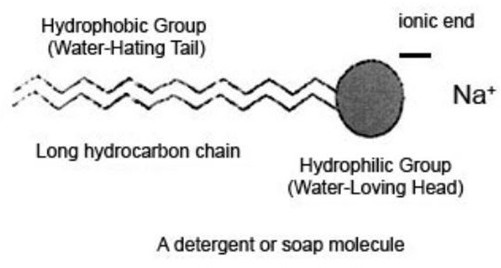 Hydrophobic Group
(Water-Hating Tail)
ionic end
Na⁺
Long hydrocarbon chain
Hydrophilic Group
(Water-Loving Head)
A detergent or soap molecule